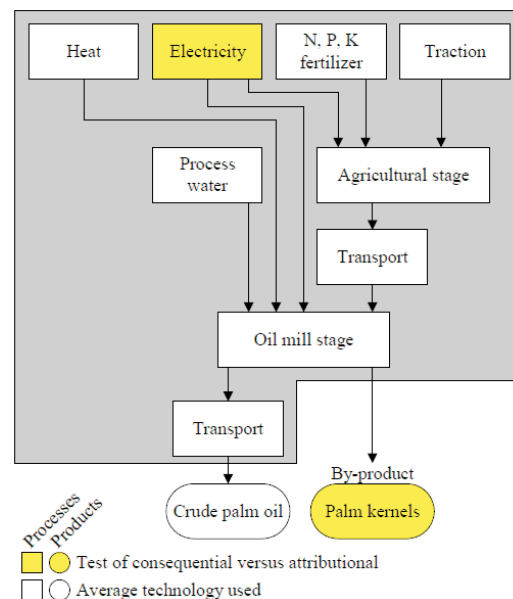 Heat
Electricity
N, P, K
fertilizer
Traction
Process
water
Agricultural stage
Transport
Oil mill stage
Transport
By-product
Crude palm oil
Palm kernels
Processes
Products
Test of consequential versus attributional
Average technology used